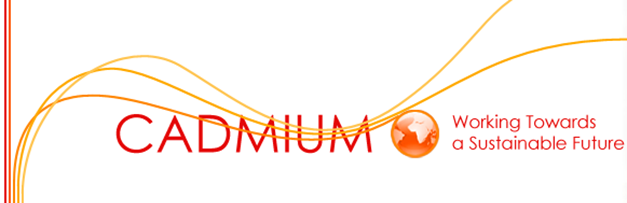 CADMIUM
Working Towards
a Sustainable Future